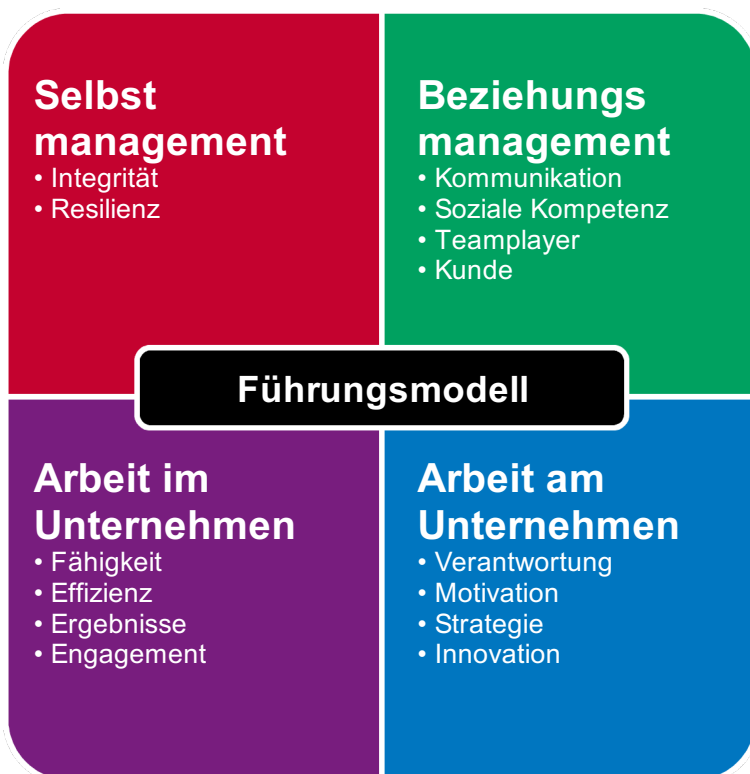 Selbst
management
• Integrität
• Resilienz
Beziehungs
management
• Kommunikation
• Soziale Kompetenz
• Teamplayer
• Kunde
Führungsmodell
Arbeit im
Unternehmen
• Fähigkeit
• Effizienz
• Ergebnisse
• Engagement
Arbeit am
Unternehmen
• Verantwortung
• Motivation
• Strategie
• Innovation